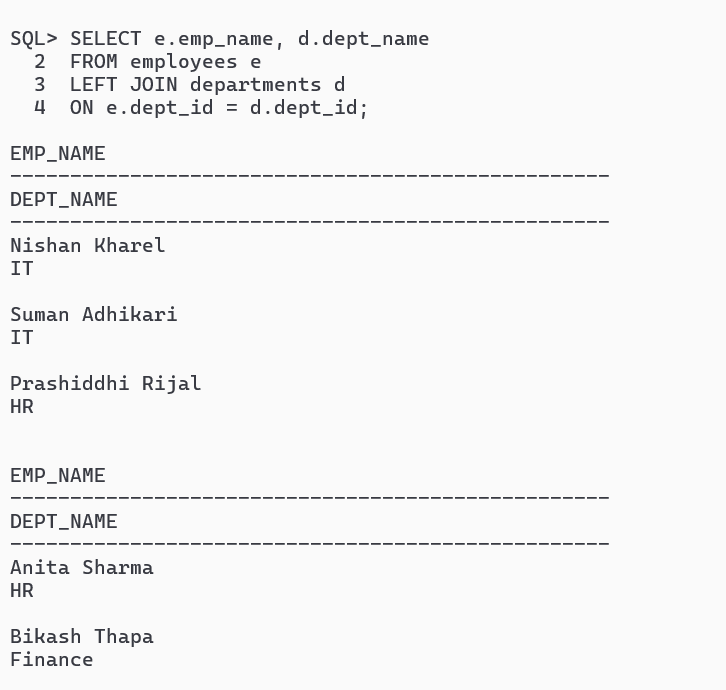 SQL> SELECT e.emp_name, d.dept_name
  2  FROM employees e
  3  LEFT JOIN departments d
  4  ON e.dept_id = d.dept_id;

EMP_NAME
--------------------------------------------------
DEPT_NAME
--------------------------------------------------
Nishan Kharel
IT

Suman Adhikari
IT

Prashiddhi Rijal
HR


EMP_NAME
--------------------------------------------------
DEPT_NAME
--------------------------------------------------
Anita Sharma
HR

Bikash Thapa
Finance